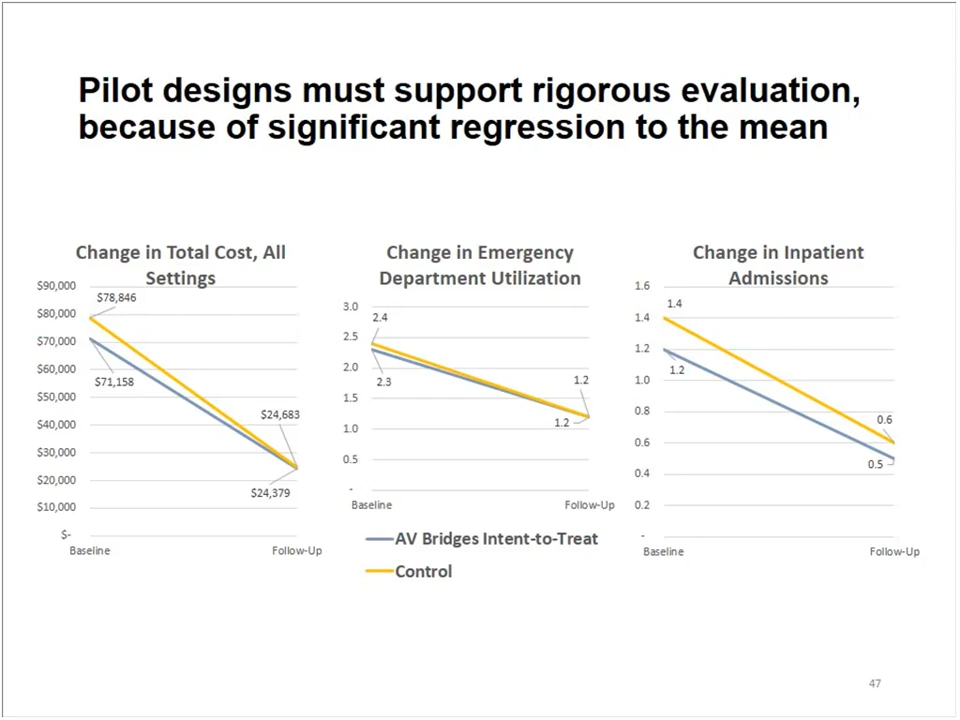 Pilot designs must support rigorous evaluation,
because of significant regression to the mean
Change in Total Cost, All
Settings
$90,000
$80,000
$70,000
$60,000
$50,000
$40,000
$30,000
$20,000
$10,000
$-
$78,846
$71,158
$24,683
$24,379
Baseline
Follow-Up
Change in Emergency
Department Utilization
3.0
2.5
2.0
1.5
1.0
0.5
-
2.4
2.3
1.2
1.2
Baseline
Follow-Up
Change in Inpatient
Admissions
1.6
1.4
1.2
1.0
0.8
0.6
0.4
0.2
-
1.4
1.2
0.6
0.5
Baseline
Follow-Up
AV Bridges Intent-to-Treat
Control
47